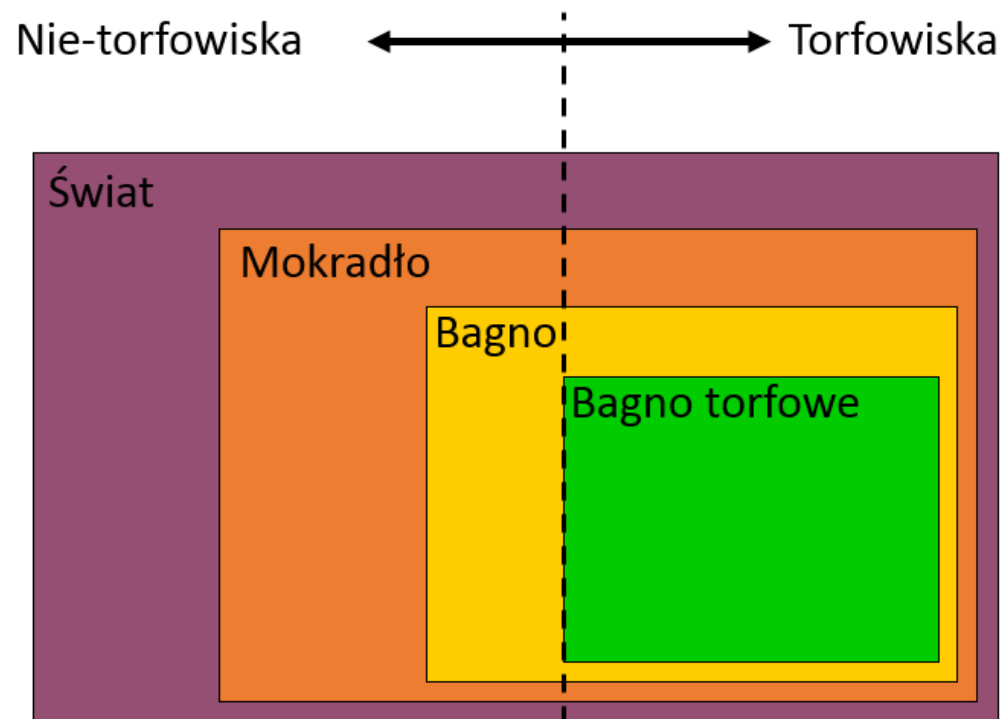 Nie-torfowiska
Torfowiska
Świat
Mokradło
Bagno
Bagno torfowe